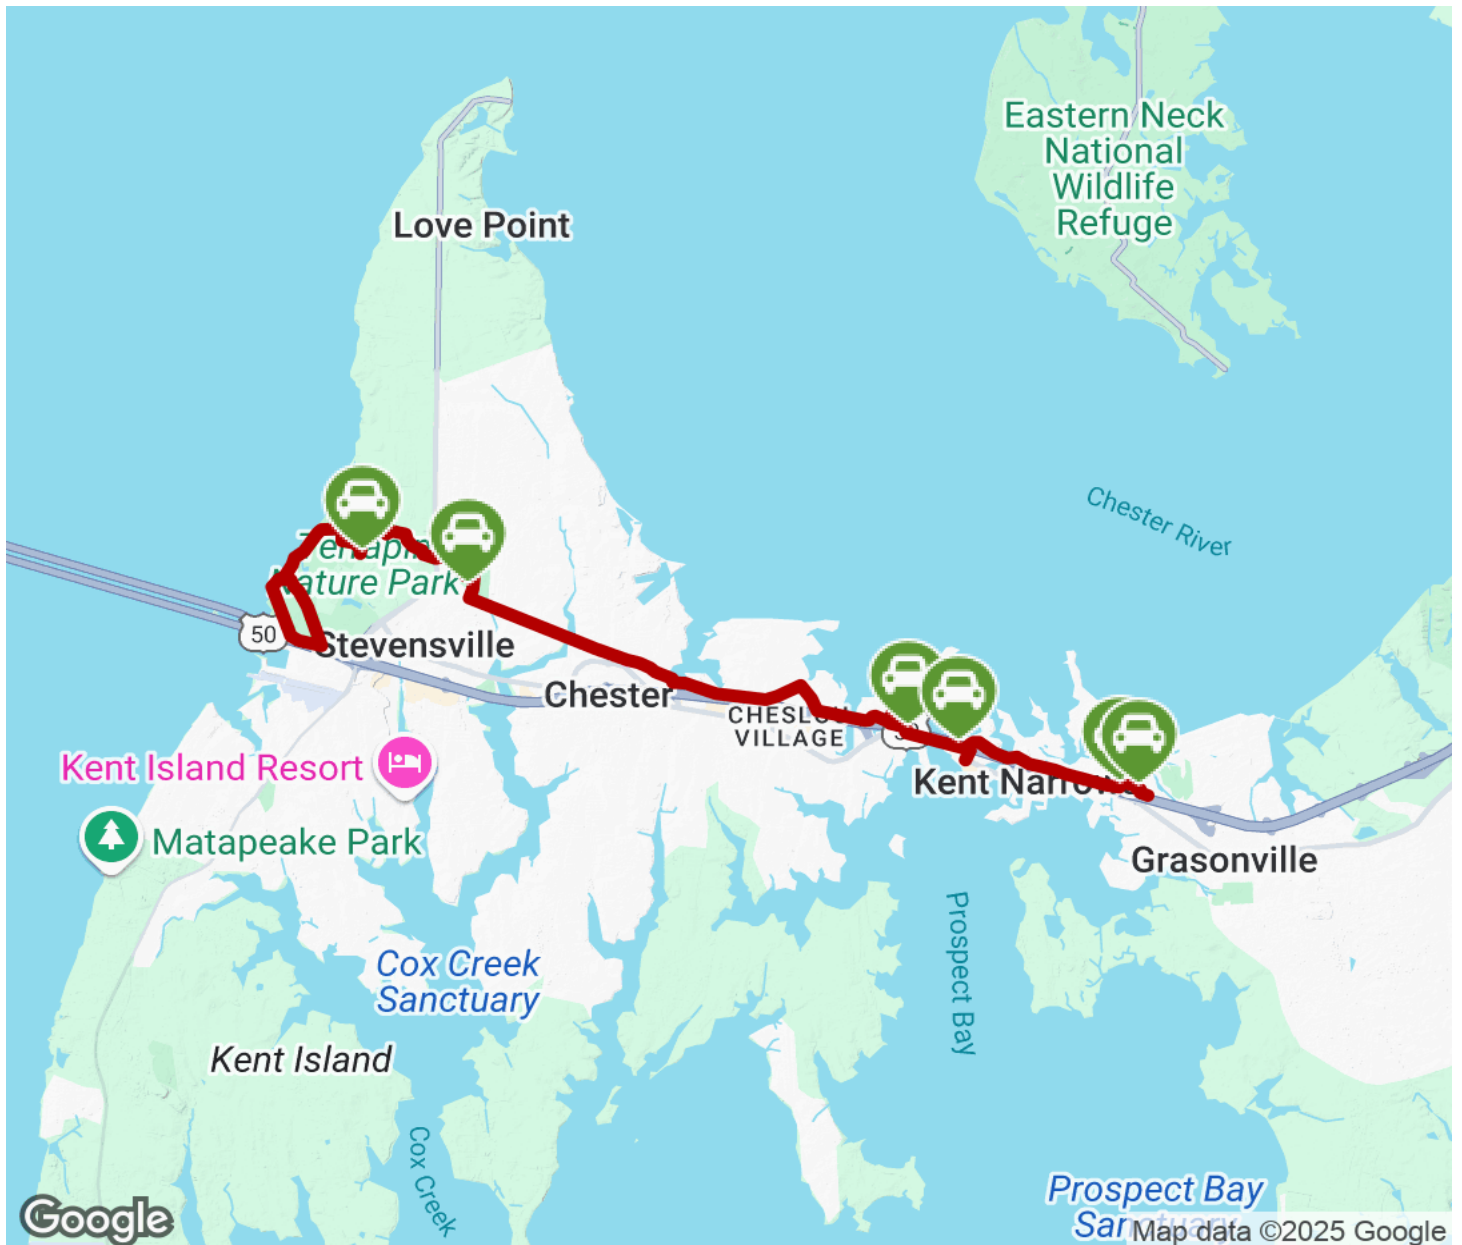 Eastern Neck
National
Wildlife
Refuge
Love Point
Chester River
Terrapin
Nature Park
50
Stevensville
Chester
Kent Island Resort
Matapeake Park
VILLAGE
Kent
Grasonville
Prospect Bay
Cox Creek
Sanctuary
Kent Island
Cox Creek
Prospect Bay
Google
Map data ©2025 Google